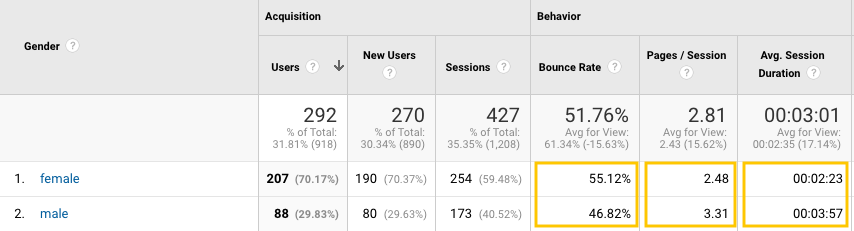 Acquisition Behavior
Gender ? Users ? New Users ? Sessions ? Bounce Rate ? Pages / Session ? Avg. Session Duration ?
292 270 427 51.76% 2.81 00:03:01
% of Total: % of Total: % of Total: Avg for View: Avg for View: Avg for View:
31.81% (918) 30.34% (890) 35.35% (1,208) 61.34% (-15.63%) 2.43 (15.62%) 00:02:35 (17.14%)
1. female 207 (70.17%) 190 (70.37%) 254 (59.48%) 55.12% 2.48 00:02:23
2. male 88 (29.83%) 80 (29.63%) 173 (40.52%) 46.82% 3.31 00:03:57